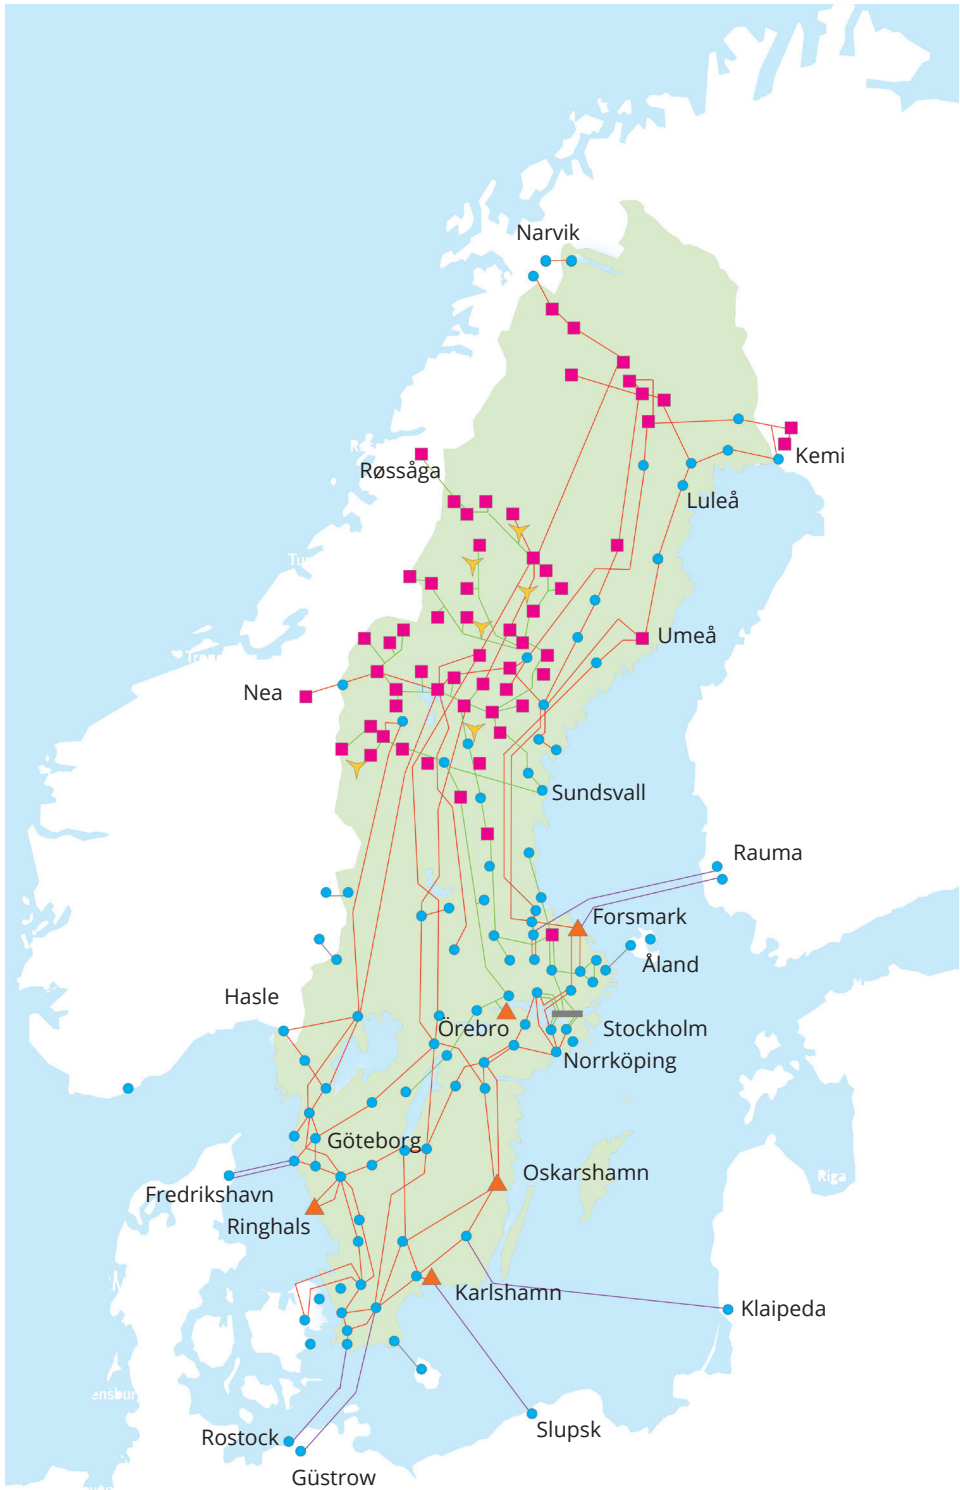 Narvik
Kemi
Røssåga
Luleå
Umeå
Nea
Sundsvall
Rauma
Forsmark
Åland
Hasle
Örebro
Stockholm
Norrköping
Göteborg
Oskarshamn
Fredrikshavn
Riga
Ringhals
Karlshamn
Klaipeda
Slupsk
Rostock
Güstrow